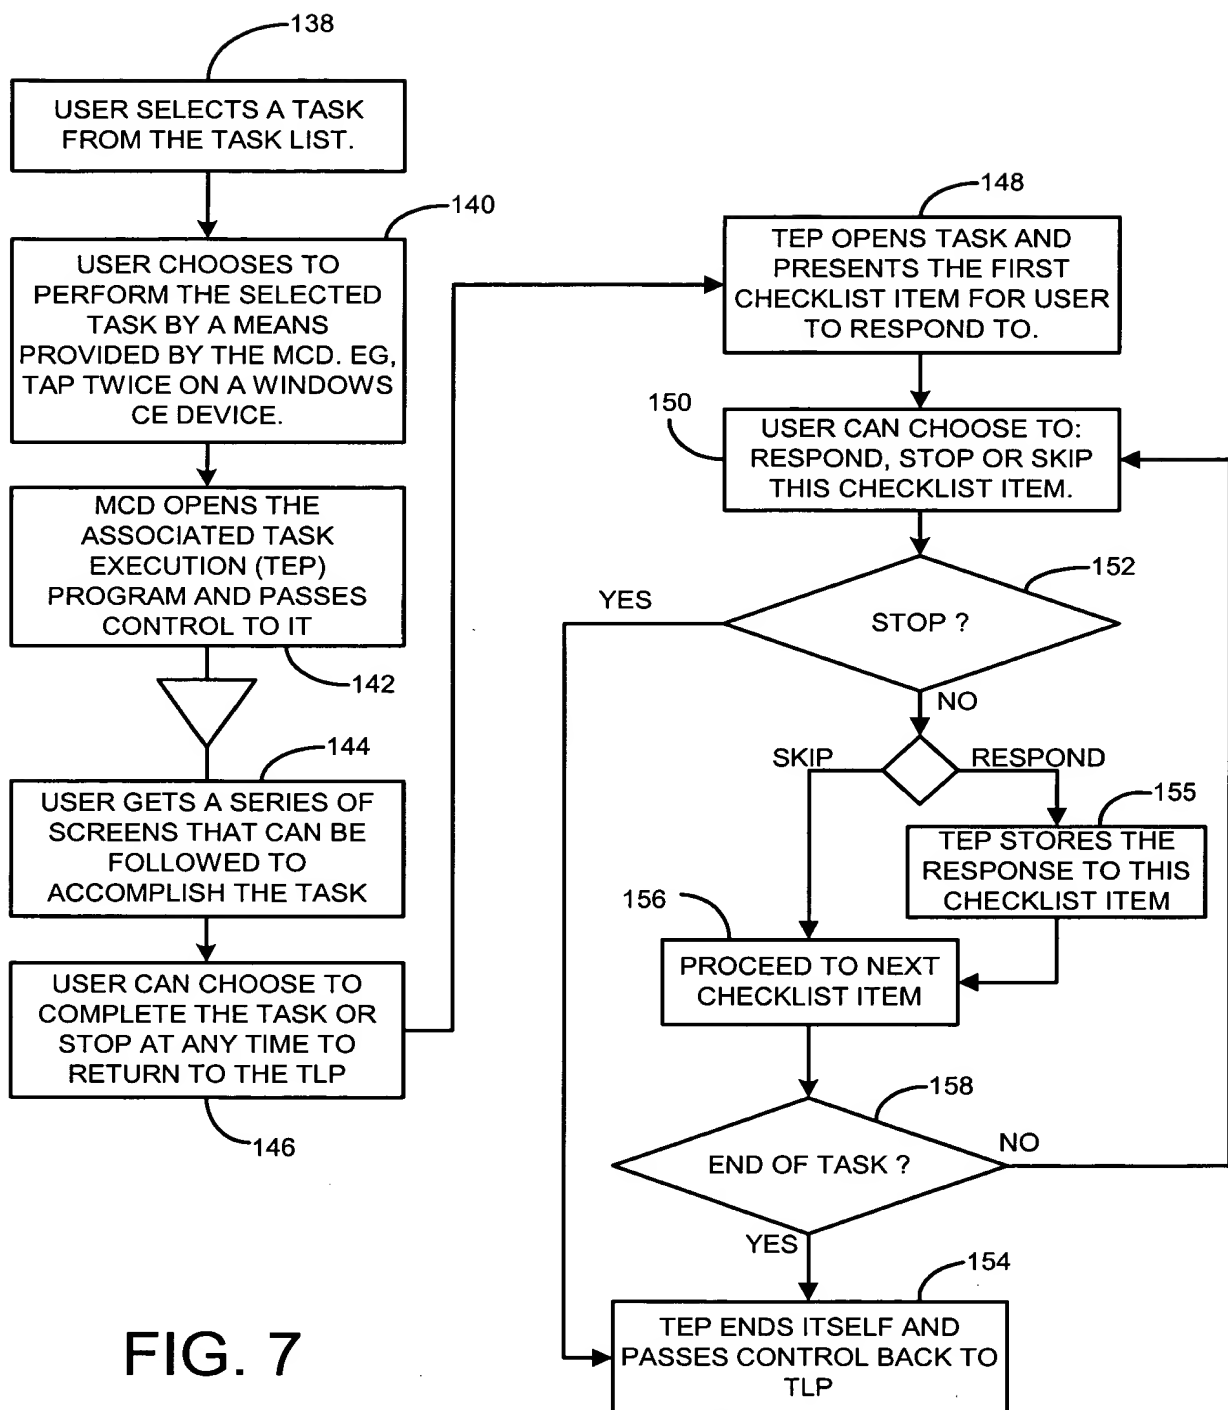 138
USER SELECTS A TASK
FROM THE TASK LIST.
140
USER CHOOSES TO
PERFORM THE SELECTED
TASK BY A MEANS
PROVIDED BY THE MCD. EG,
TAP TWICE ON A WINDOWS
CE DEVICE.
MCD OPENS THE
ASSOCIATED TASK
EXECUTION (TEP)
PROGRAM AND PASSES
CONTROL TO IT
142
144
USER GETS A SERIES OF
SCREENS THAT CAN BE
FOLLOWED TO
ACCOMPLISH THE TASK
USER CAN CHOOSE TO
COMPLETE THE TASK OR
STOP AT ANY TIME TO
RETURN TO THE TLP
146
148
TEP OPENS TASK AND
PRESENTS THE FIRST
CHECKLIST ITEM FOR USER
TO RESPOND TO.
150
USER CAN CHOOSE TO:
RESPOND, STOP OR SKIP
THIS CHECKLIST ITEM.
152
YES
STOP ?
NO
SKIP
RESPOND
155
TEP STORES THE
RESPONSE TO THIS
CHECKLIST ITEM
156
PROCEED TO NEXT
CHECKLIST ITEM
158
NO
END OF TASK ?
YES
154
TEP ENDS ITSELF AND
PASSES CONTROL BACK TO
TLP
FIG. 7